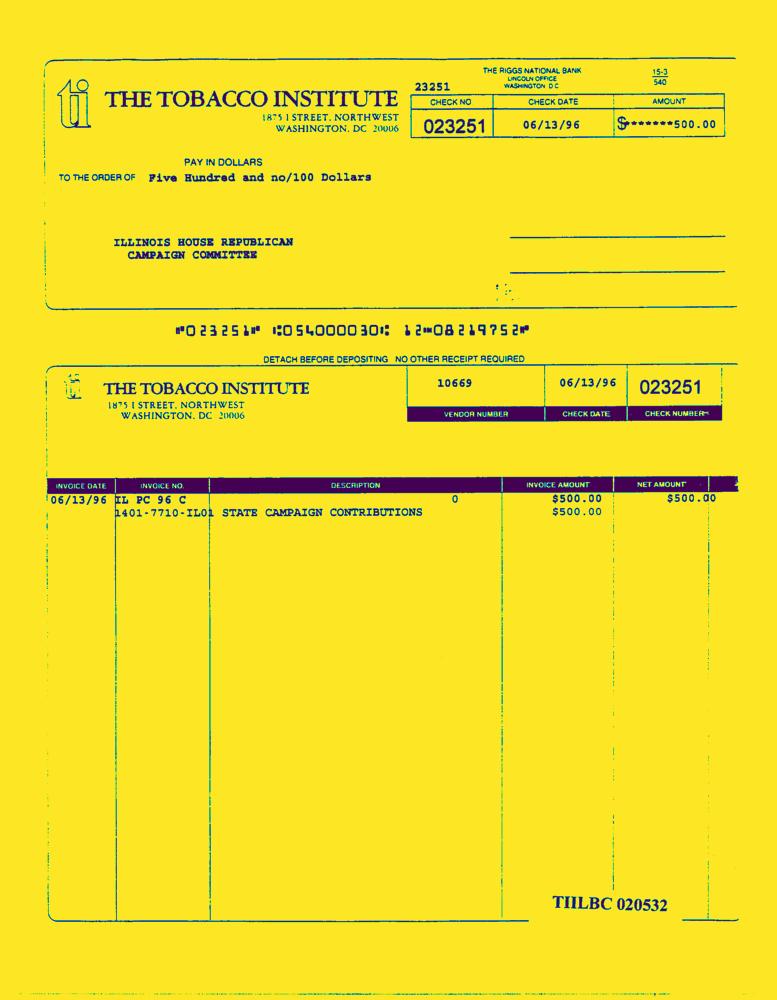 THE RIGGS NATIONAL BANK
LINCOLN OFFICE
WASHINGTON D C
15-3
540
23251
ti THE TOBACCO INSTITUTE
1875 I STREET, NORTHWEST
WASHINGTON, DC 20006
CHECK NO. CHECK DATE AMOUNT
023251 06/13/96 $*******500.00
PAY IN DOLLARS
TO THE ORDER OF Five Hundred and no/100 Dollars
ILLINOIS HOUSE REPUBLICAN
CAMPAIGN COMMITTEE
⑈023251⑈ ⑆054000030⑆ 12⑉08219752⑈
DETACH BEFORE DEPOSITING NO OTHER RECEIPT REQUIRED
ti THE TOBACCO INSTITUTE
1875 I STREET, NORTHWEST
WASHINGTON, DC 20006
10669 06/13/96 023251
VENDOR NUMBER CHECK DATE CHECK NUMBER
INVOICE DATE INVOICE NO. DESCRIPTION INVOICE AMOUNT NET AMOUNT
06/13/96 IL PC 96 C 0 $500.00 $500.00
1401-7710-IL01 STATE CAMPAIGN CONTRIBUTIONS $500.00
TIILBC 020532